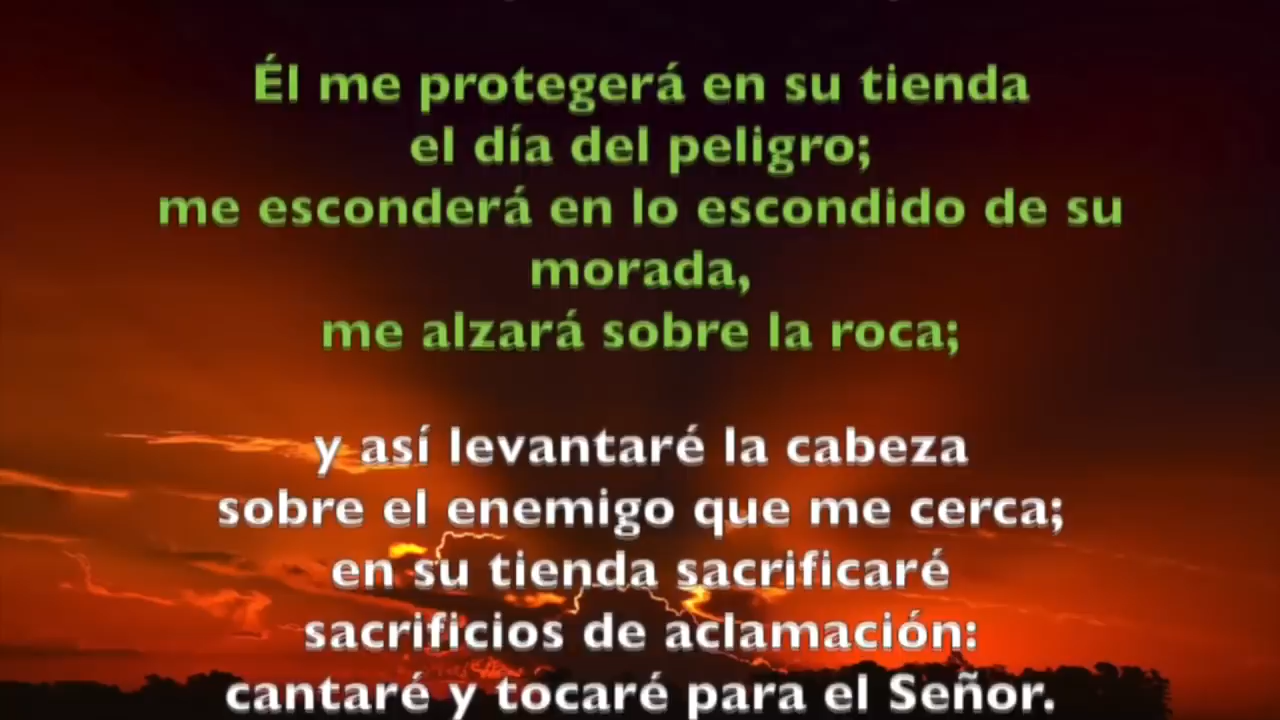 Él me protegerá en su tienda
el día del peligro;
me esconderá en lo escondido de su
morada,
me alzará sobre la roca;
y así levantaré la cabeza
sobre el enemigo que me cerca;
en su tienda sacrificaré
sacrificios de aclamación:
cantaré y tocaré para el Señor.